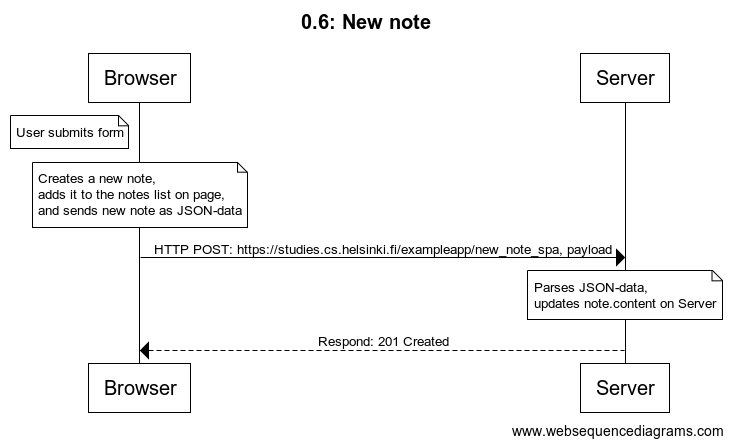 0.6: New note
Browser
Server
User submits form
Creates a new note,
adds it to the notes list on page,
and sends new note as JSON-data
HTTP POST: https://studies.cs.helsinki.fi/exampleapp/new_note_spa, payload
Parses JSON-data,
updates note.content on Server
Respond: 201 Created
Browser
Server
www.websequencediagrams.com